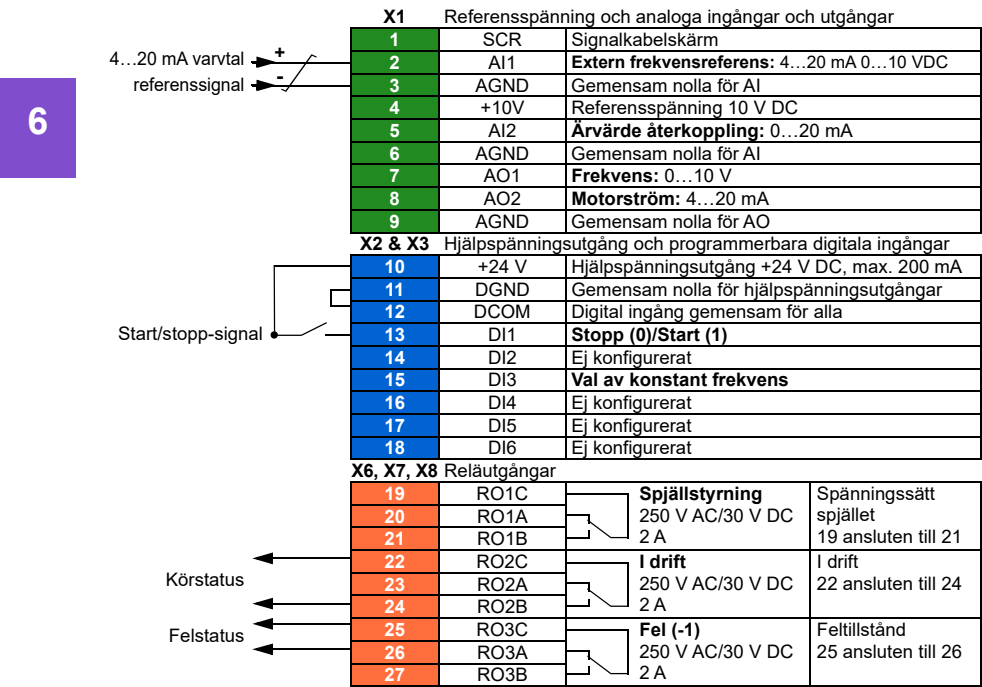 X1 Referensspänning och analoga ingångar och utgångar
1 SCR Signalkabelskärm
4…20 mA varvtal + 2 AI1 Extern frekvensreferens: 4…20 mA 0…10 VDC
referenssignal - 3 AGND Gemensam nolla för AI
4 +10V Referensspänning 10 V DC
6
5 AI2 Ärvärde återkoppling: 0…20 mA
6 AGND Gemensam nolla för AI
7 AO1 Frekvens: 0…10 V
8 AO2 Motorström: 4…20 mA
9 AGND Gemensam nolla för AO
X2 & X3 Hjälpspänningsutgång och programmerbara digitala ingångar
10 +24 V Hjälpspänningsutgång +24 V DC, max. 200 mA
11 DGND Gemensam nolla för hjälpspänningsutgångar
12 DCOM Digital ingång gemensam för alla
Start/stopp-signal 13 DI1 Stopp (0)/Start (1)
14 DI2 Ej konfigurerat
15 DI3 Val av konstant frekvens
16 DI4 Ej konfigurerat
17 DI5 Ej konfigurerat
18 DI6 Ej konfigurerat
X6, X7, X8 Reläutgångar
19 RO1C Spjällstyrning Spänningssätt
20 RO1A 250 V AC/30 V DC spjället
21 RO1B 2 A 19 ansluten till 21
22 RO2C I drift I drift
Körstatus 23 RO2A 250 V AC/30 V DC 22 ansluten till 24
24 RO2B 2 A
25 RO3C Fel (-1) Feltillstånd
Felstatus 26 RO3A 250 V AC/30 V DC 25 ansluten till 26
27 RO3B 2 A